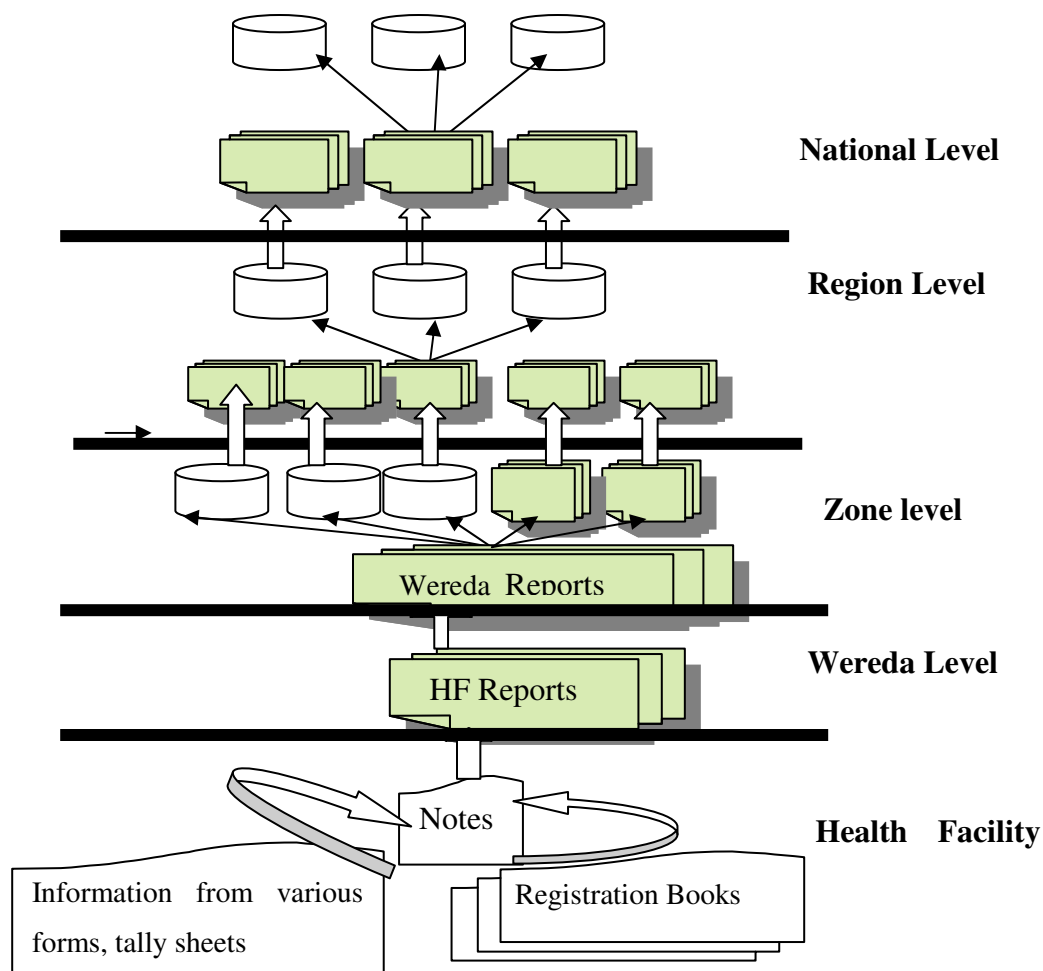 National Level
Region Level
Zone level
Wereda Reports
Wereda Level
HF Reports
Notes
Health Facility
Information from various
forms, tally sheets
Registration Books